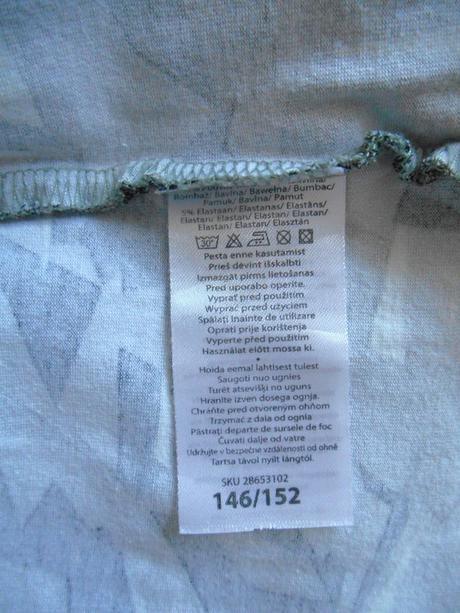 Bombaž/ Bavlna/ Bawełna/ Bumbac/
Pamuk/ Bavlna/ Pamut
5% Elastaan/ Elastanas/ Elastāns/
Elastan/ Elastan/ Elastan/ Elastan/
Elastan/ Elastan/ Elasztán
30°
Pesta enne kasutamist
Prieš dėvint išskalbti
Izmazgāt pirms lietošanas
Pred uporabo operite.
Vyprať pred použitím
Wyprać przed użyciem
Spălați înainte de utilizare
Oprati prije korištenja
Vyperte před použitím
Használat előtt mossa ki.
•
Hoida eemal lahtisest tulest
Saugoti nuo ugnies
Turēt atsevišķi no uguns
Hranite izven dosega ognja.
Chráňte pred otvoreným ohňom
Trzymać z dala od ognia
Păstrați departe de sursele de foc
Čuvati dalje od vatre
Udržujte v bezpečné vzdálenosti od ohně
Tartsa távol nyílt lángtól.
SKU 28653102
146/152